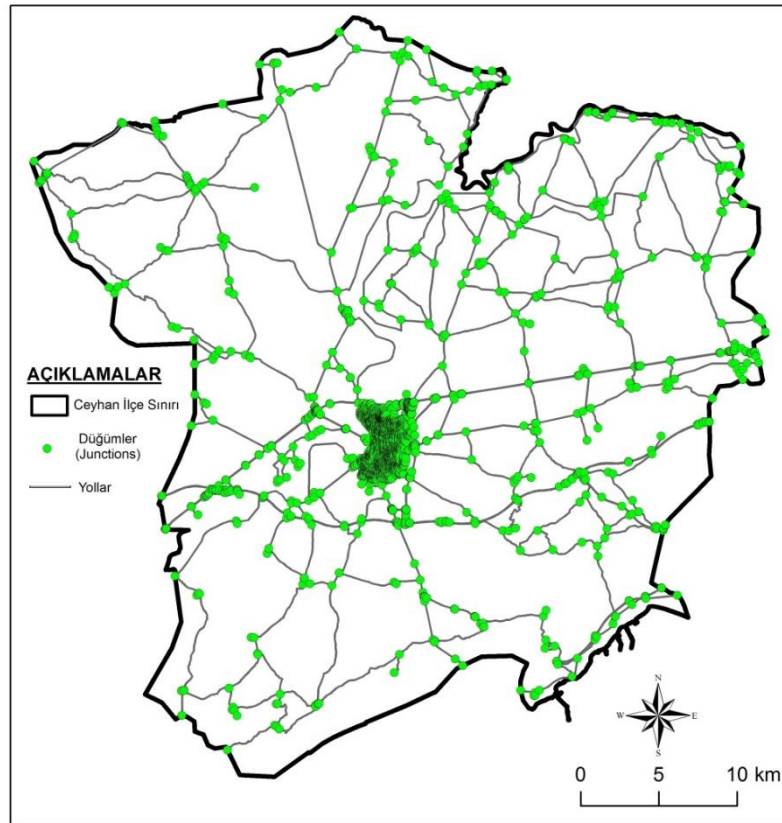 AÇIKLAMALAR
Ceyhan İlçe Sınırı
Düğümler
(Junctions)
Yollar
N
W E
S
0 5 10 km